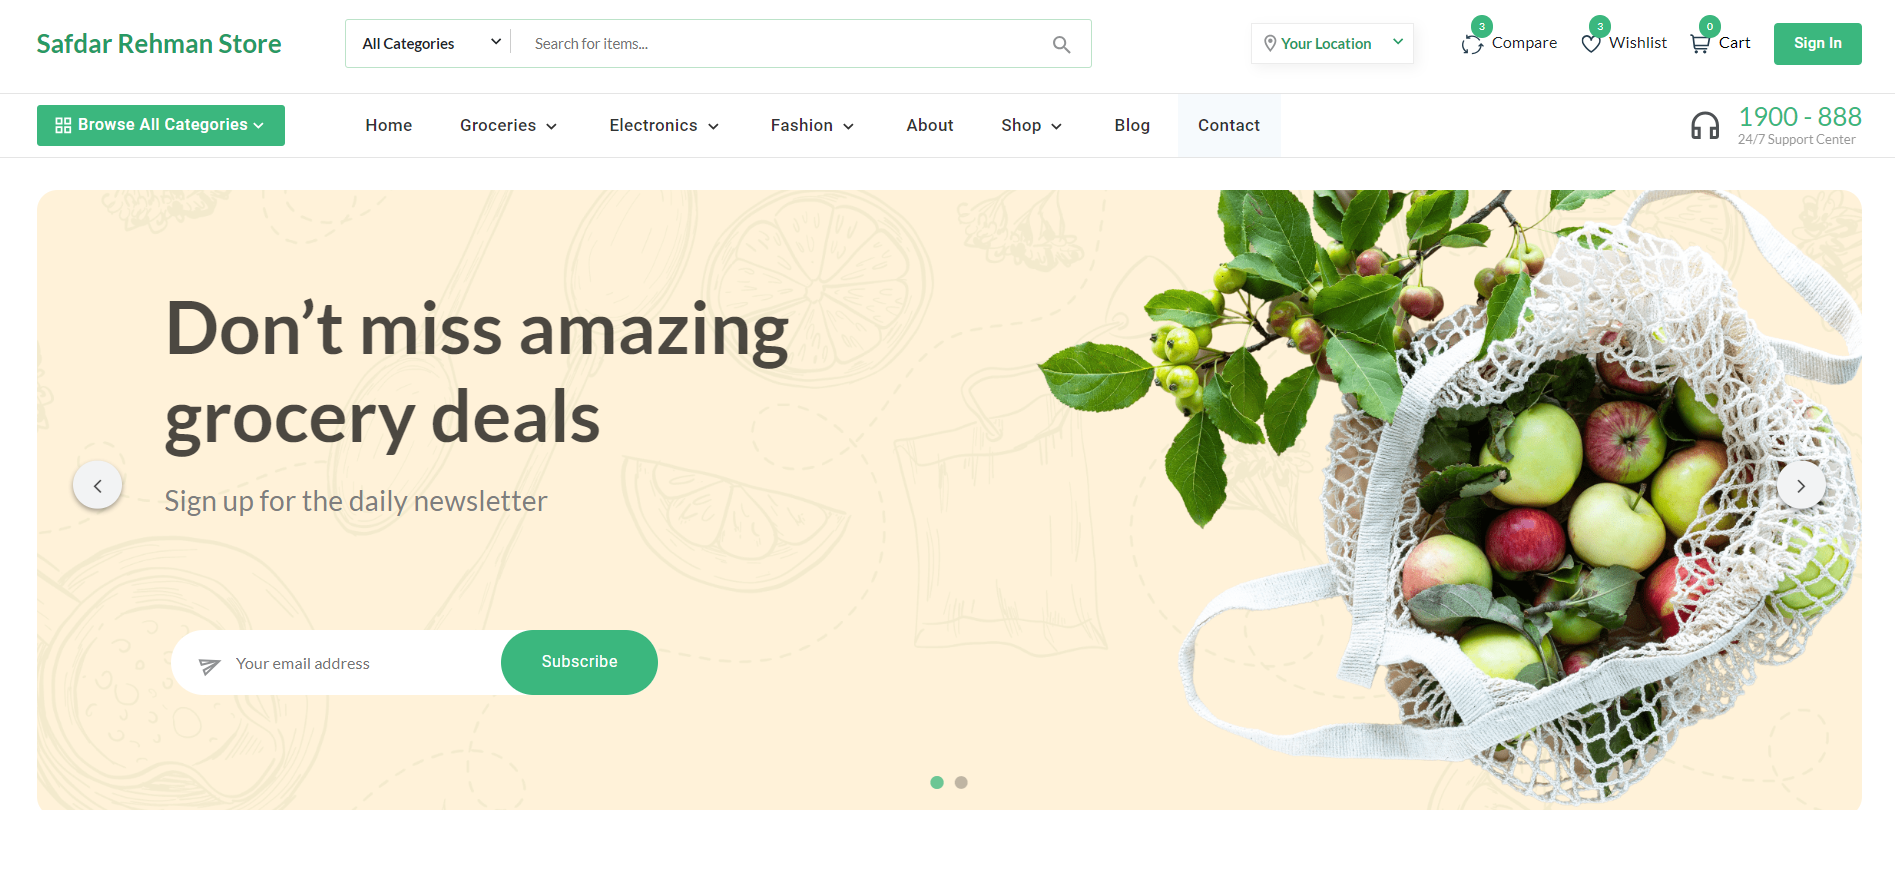 Safdar Rehman Store
All Categories
Search for items...
Your Location
3
Compare
3
Wishlist
0
Cart
Sign In
Browse All Categories
Home
Groceries
Electronics
Fashion
About
Shop
Blog
Contact
1900 - 888
24/7 Support Center
Don’t miss amazing
grocery deals
Sign up for the daily newsletter
Your email address
Subscribe